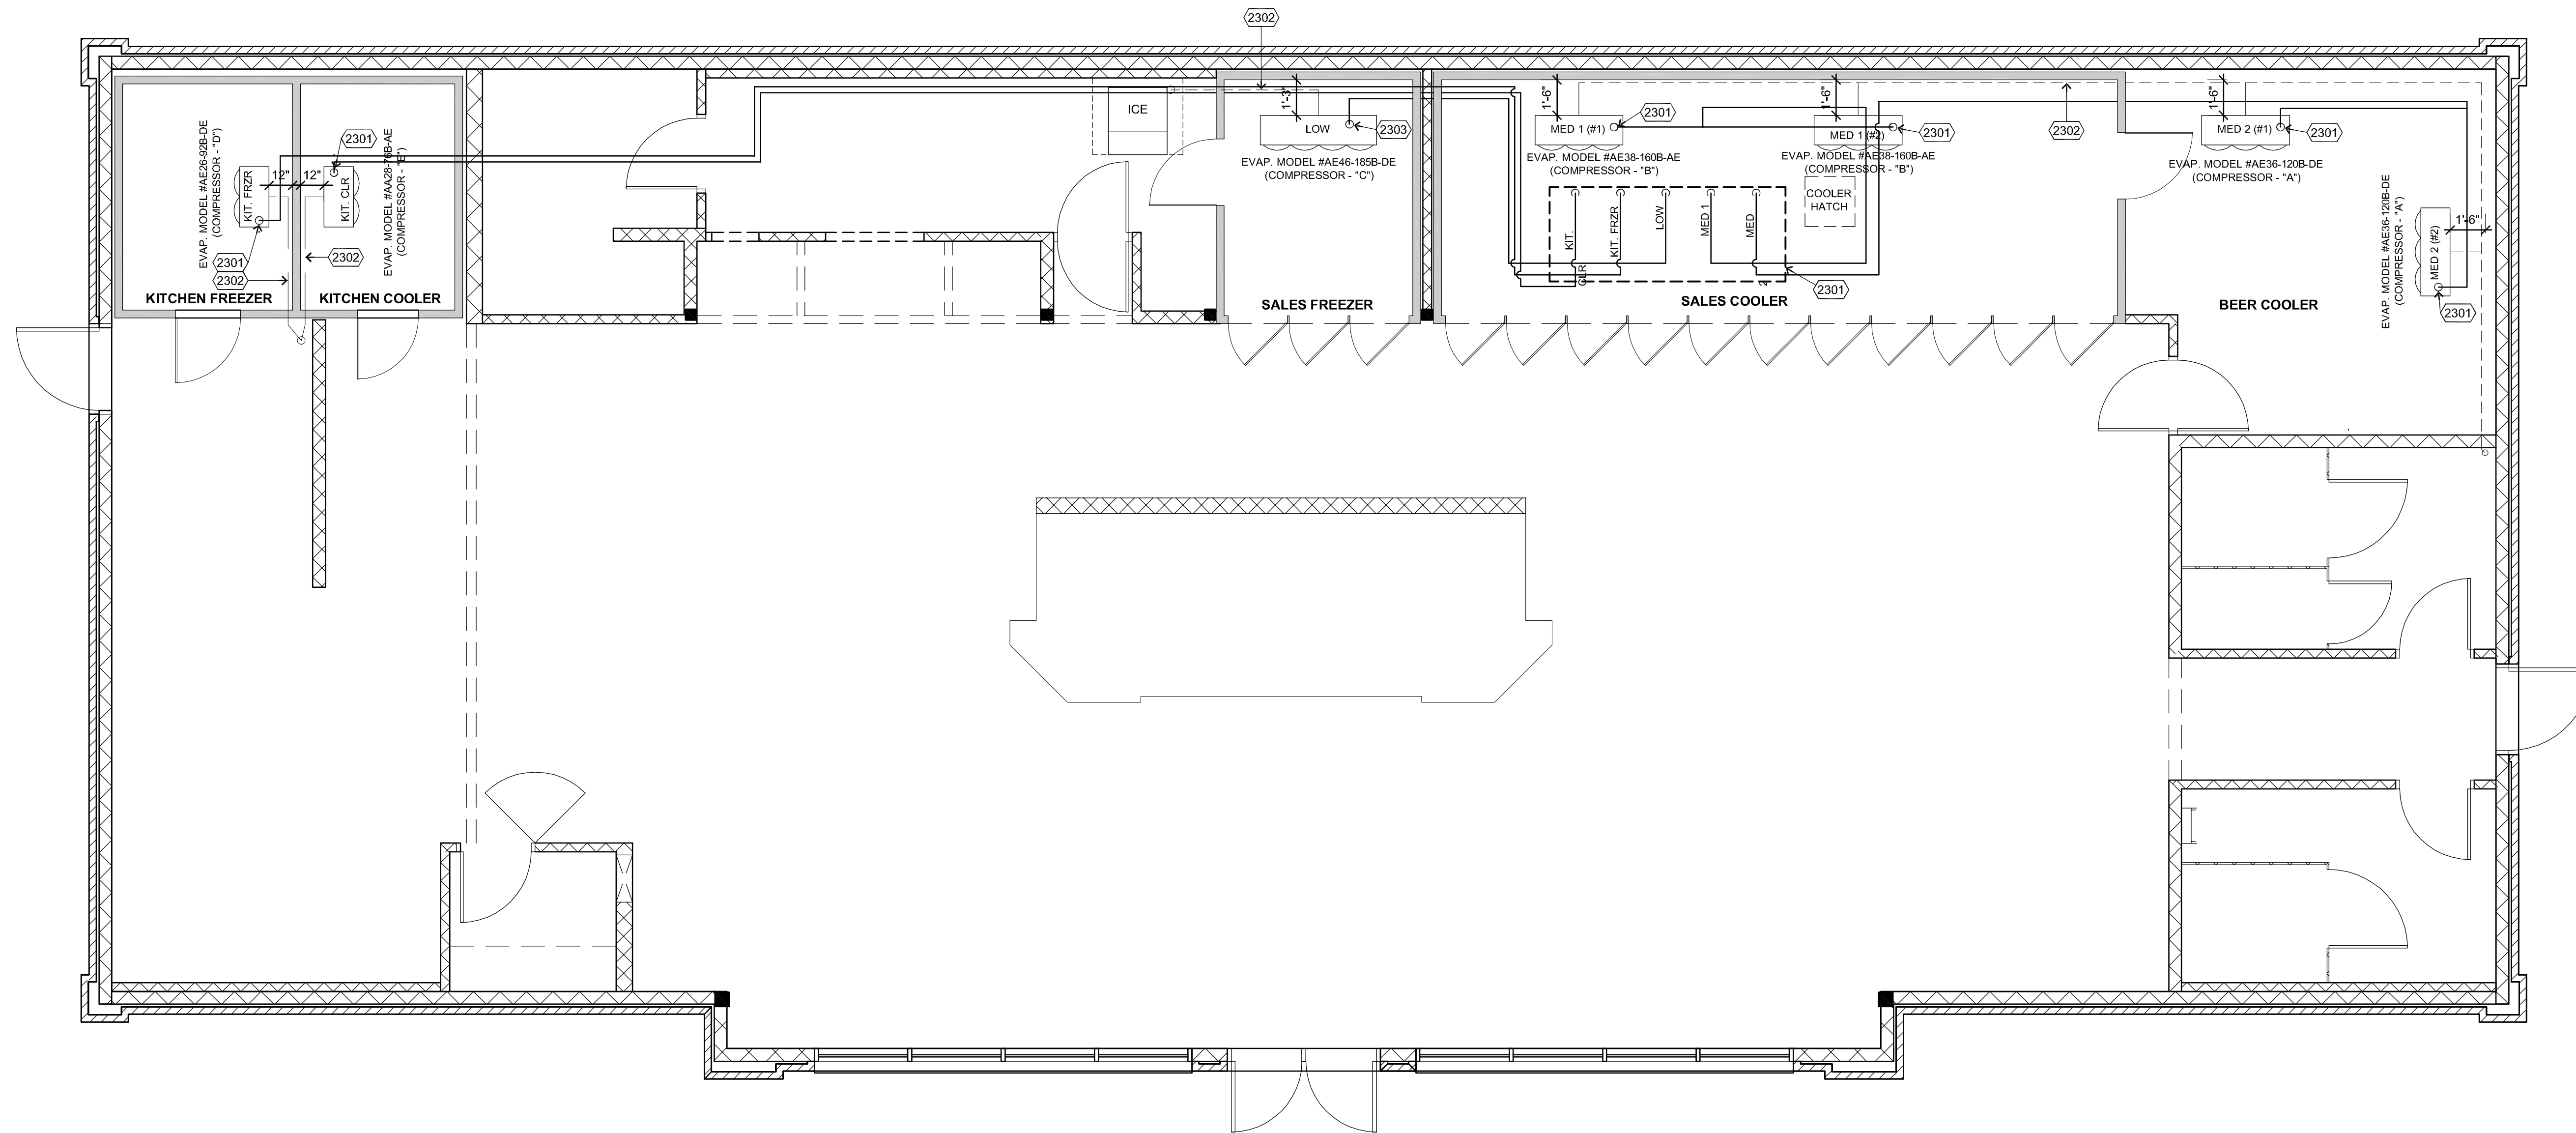 2302
ICE
1'-3"
LOW
2303
EVAP. MODEL #AE46-185B-DE
(COMPRESSOR - "C")
SALES FREEZER
1'-6"
MED 1 (#1)
2301
EVAP. MODEL #AE38-160B-AE
(COMPRESSOR - "B")
1'-6"
MED 1 (#2)
2301
EVAP. MODEL #AE38-160B-AE
(COMPRESSOR - "B")
COOLER
HATCH
2302
KIT.
CLR
KIT. FRZR
LOW
MED 1
MED
2
2301
SALES COOLER
1'-6"
MED 2 (#1)
2301
EVAP. MODEL #AE36-120B-DE
(COMPRESSOR - "A")
EVAP. MODEL #AE36-120B-DE
(COMPRESSOR - "A")
MED 2 (#2)
1'-6"
2301
BEER COOLER
EVAP. MODEL #AE26-92B-DE
(COMPRESSOR - "D")
KIT. FRZR
12"
12"
KIT. CLR
2301
EVAP. MODEL #AA28-76B-AE
(COMPRESSOR - "E")
2301
2302
2302
KITCHEN FREEZER
KITCHEN COOLER